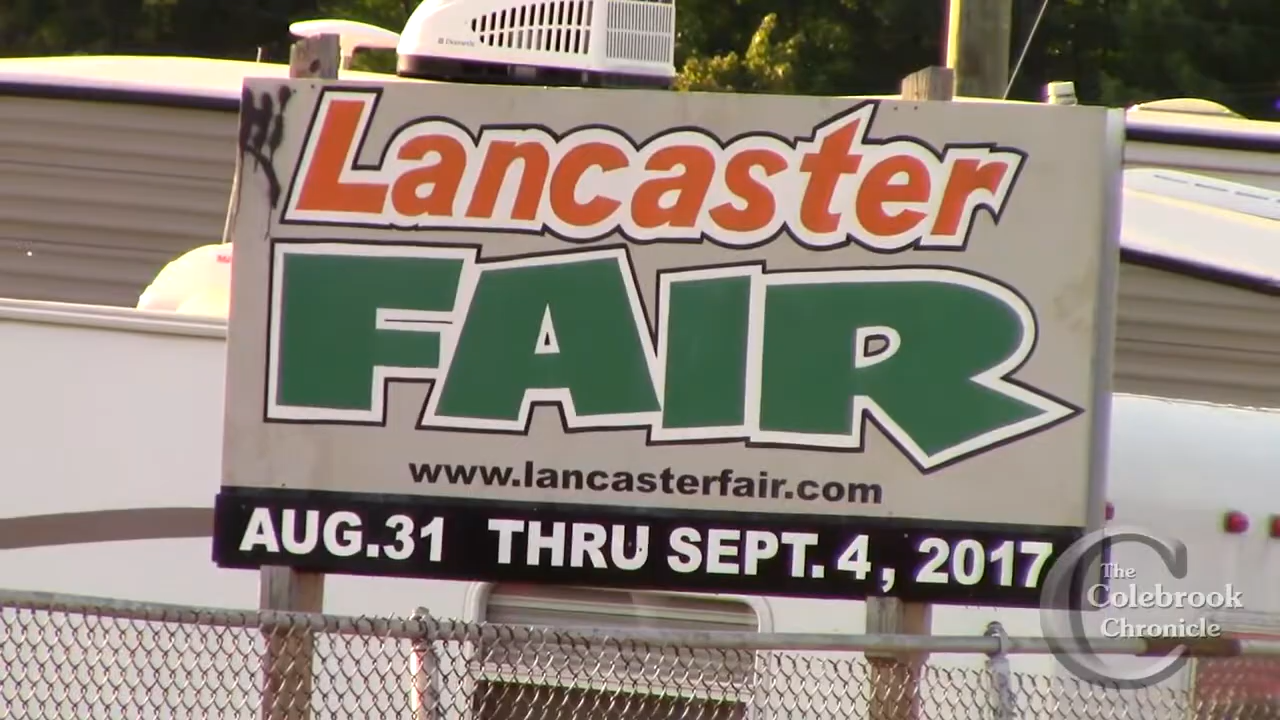 Lancaster
FAIR
www.lancasterfair.com
AUG.31 THRU SEPT. 4, 2017
The
Colebrook
Chronicle